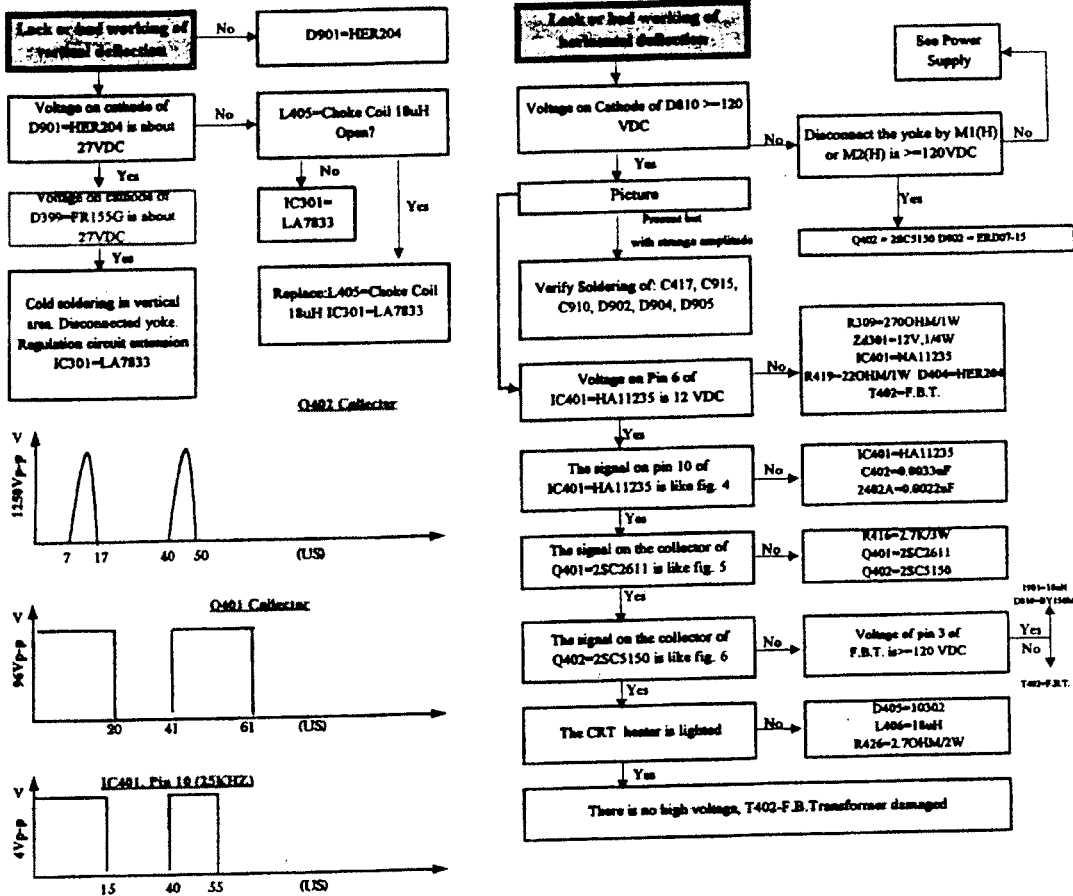 Lack or bad working of
vertical deflection
No
D901=HER204
Voltage on cathode of
D901=HER204 is about
27VDC
No
L405=Choke Coil 18uH
Open?
Yes
No
Yes
Voltage on cathode of
D399=FR155G is about
27VDC
IC301=
LA7833
Yes
Cold soldering in vertical
area. Disconnected yoke.
Regulation circuit extension
IC301=LA7833
Replace:L405=Choke Coil
18uH IC301=LA7833
Q402 Collector
V
1250Vp-p
7
17
40
50
(US)
Q401 Collector
V
96Vp-p
20
41
61
(US)
IC401, Pin 10 (25KHZ)
V
4Vp-p
15
40
55
(US)
Lack or bad working of
horizontal deflection
See Power
Supply
Voltage on Cathode of D810 >=120
VDC
No
Disconnect the yoke by M1(H)
or M2(H) is >=120VDC
No
Yes
Yes
Picture
Present but
with strange amplitude
Q402 = 2SC5150 D802 = ERD07-15
Verify Soldering of: C417, C915,
C910, D902, D904, D905
Voltage on Pin 6 of
IC401=HA11235 is 12 VDC
No
R309=270OHM/1W
Zd301=12V,1/4W
IC401=HA11235
R419=22OHM/1W D404=HER204
T402=F.B.T.
Yes
The signal on pin 10 of
IC401=HA11235 is like fig. 4
No
IC401=HA11235
C402=0.0033uF
2402A=0.0022uF
Yes
The signal on the collector of
Q401=2SC2611 is like fig. 5
No
R416=2.7K/3W
Q401=2SC2611
Q402=2SC5150
Yes
The signal on the collector of
Q402=2SC5150 is like fig. 6
No
Voltage of pin 3 of
F.B.T. is>=120 VDC
Yes
No
T402=F.B.T.
Yes
The CRT heater is lighted
No
D405=10302
L406=18uH
R426=2.7OHM/2W
Yes
There is no high voltage, T402-F.B.Transformer damaged